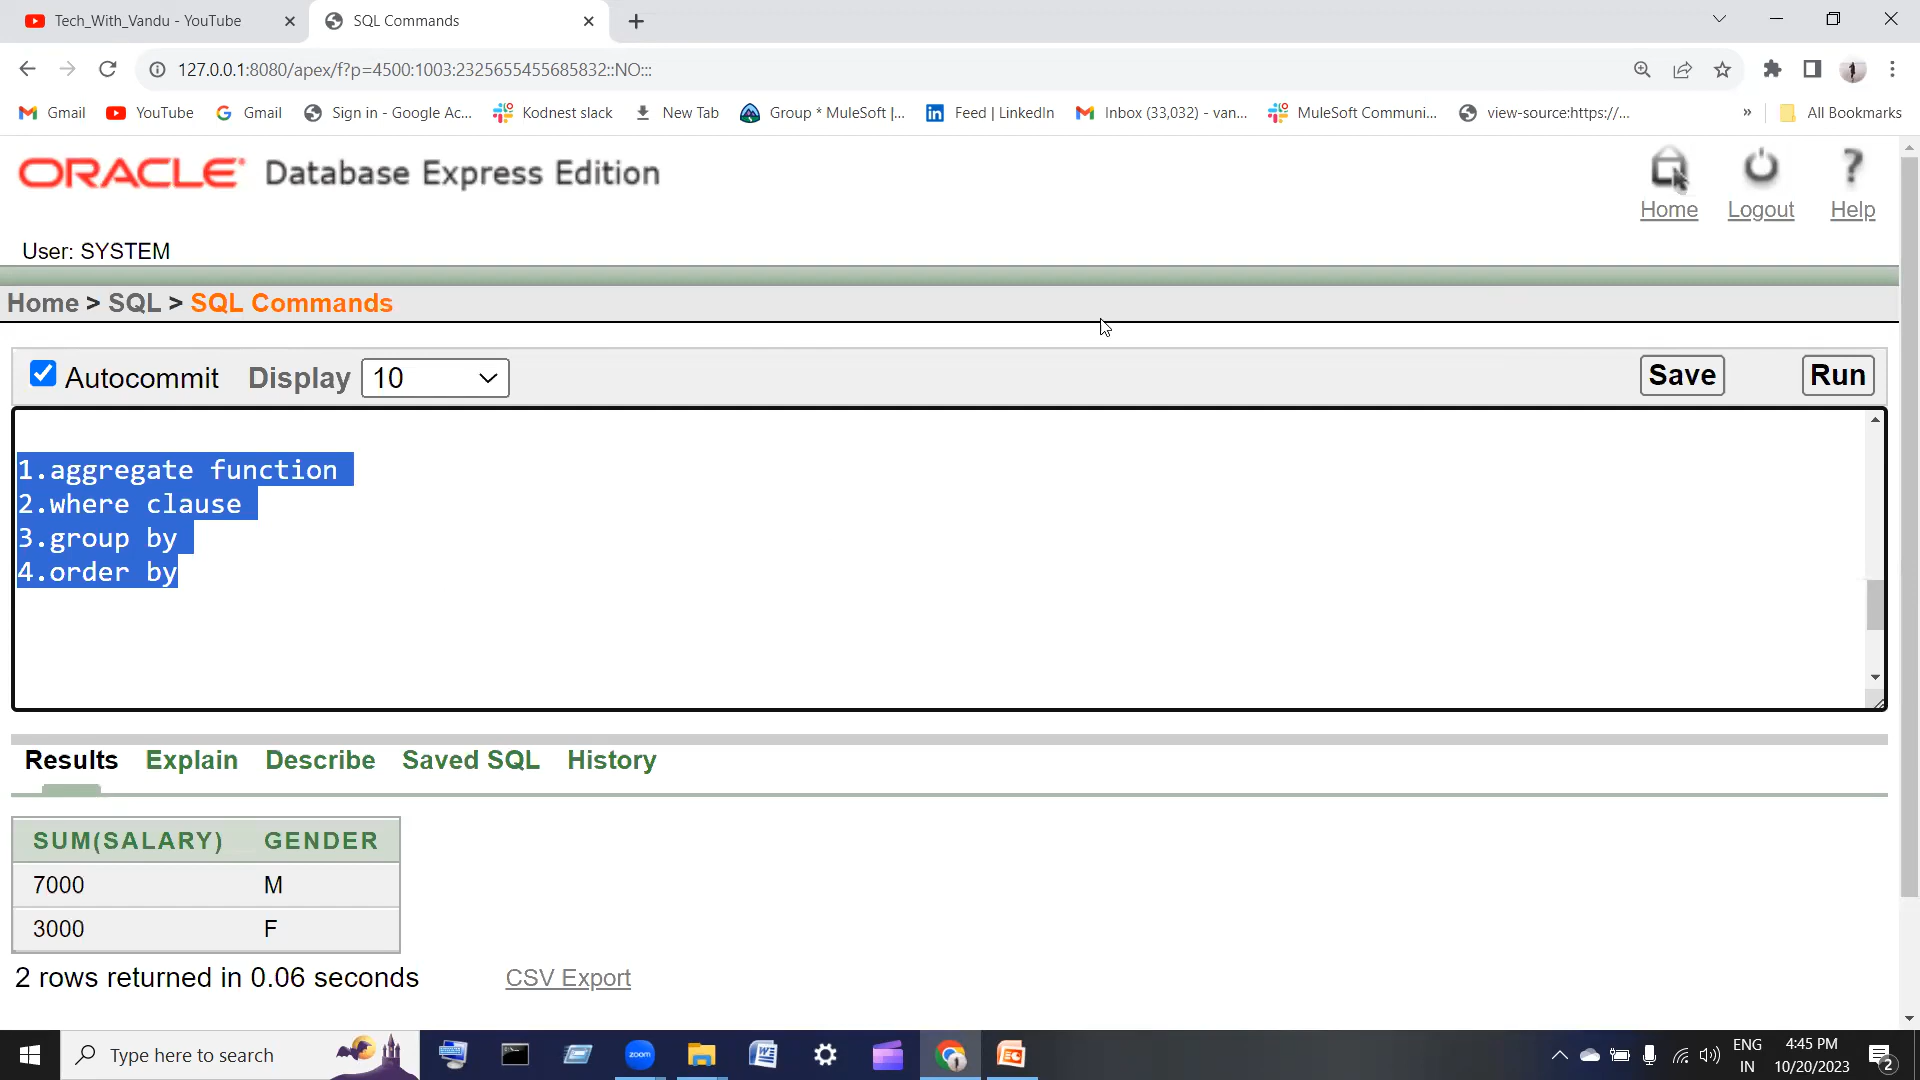 Tech_With_Vandu - YouTube
SQL Commands
127.0.0.1:8080/apex/f?p=4500:1003:2325655455685832::NO:::
Gmail
YouTube
Gmail
Sign in - Google Ac...
Kodnest slack
New Tab
Group * MuleSoft |...
Feed | LinkedIn
Inbox (33,032) - van...
MuleSoft Communi...
view-source:https://...
»
All Bookmarks
ORACLE Database Express Edition
Home
Logout
Help
User: SYSTEM
Home > SQL > SQL Commands
Autocommit
Display
10
Save
Run
1.aggregate function
2.where clause
3.group by
4.order by
Results
Explain
Describe
Saved SQL
History
SUM(SALARY) GENDER
7000 M
3000 F
2 rows returned in 0.06 seconds
CSV Export
Type here to search
zoom
ENG
IN
4:45 PM
10/20/2023
2